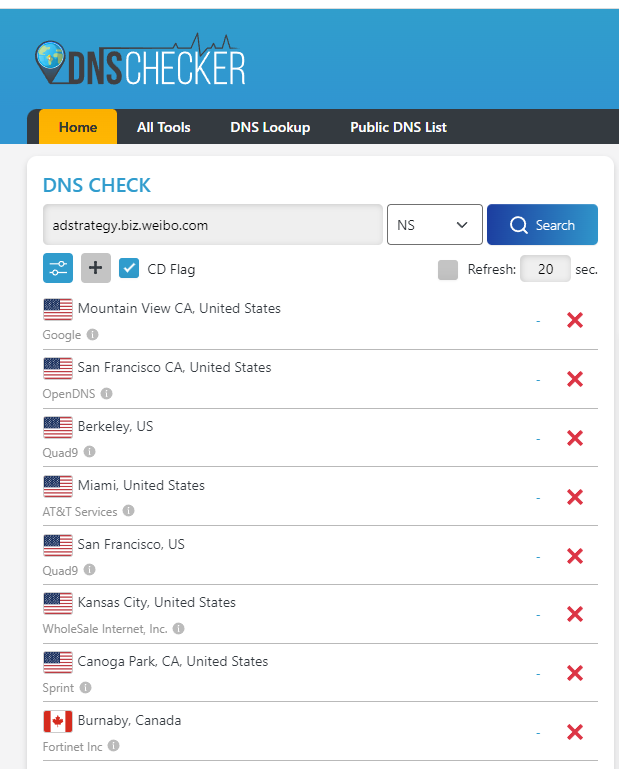 DNSCHECKER
Home All Tools DNS Lookup Public DNS List
DNS CHECK
adstrategy.biz.weibo.com NS Search
CD Flag Refresh: 20 sec.
Mountain View CA, United States
Google
-
San Francisco CA, United States
OpenDNS
-
Berkeley, US
Quad9
-
Miami, United States
AT&T Services
-
San Francisco, US
Quad9
-
Kansas City, United States
WholeSale Internet, Inc.
-
Canoga Park, CA, United States
Sprint
-
Burnaby, Canada
Fortinet Inc
-